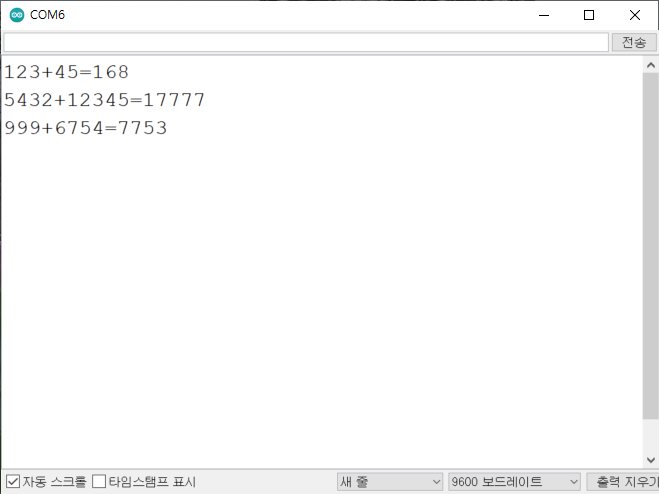 COM6
전송
123+45=168
5432+12345=17777
999+6754=7753
자동 스크롤 타임스탬프 표시 새 줄 9600 보드레이트 출력 지우기